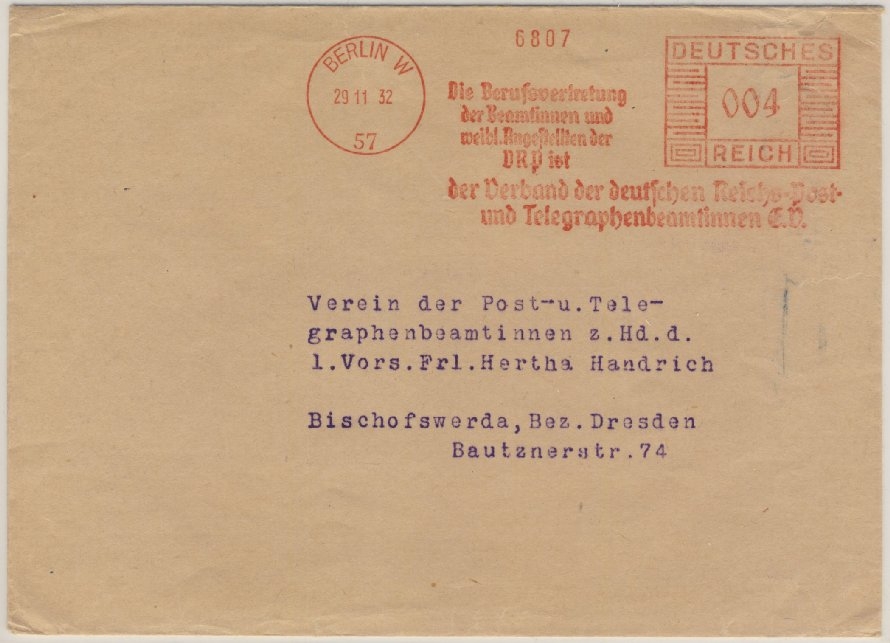 6807
BERLIN W
29 11 32
57
DEUTSCHES
004
REICH
Die Berufsvertretung
der Beamtinnen und
weibl. Angestellten der
DRP ist
der Verband der deutschen Reichs-Post-
und Telegraphenbeamtinnen E.V.
Verein der Post-u.Tele-
graphenbeamtinnen z.Hd.d.
1.Vors.Frl.Hertha Handrich
Bischofswerda,Bez.Dresden
Bautznerstr.74